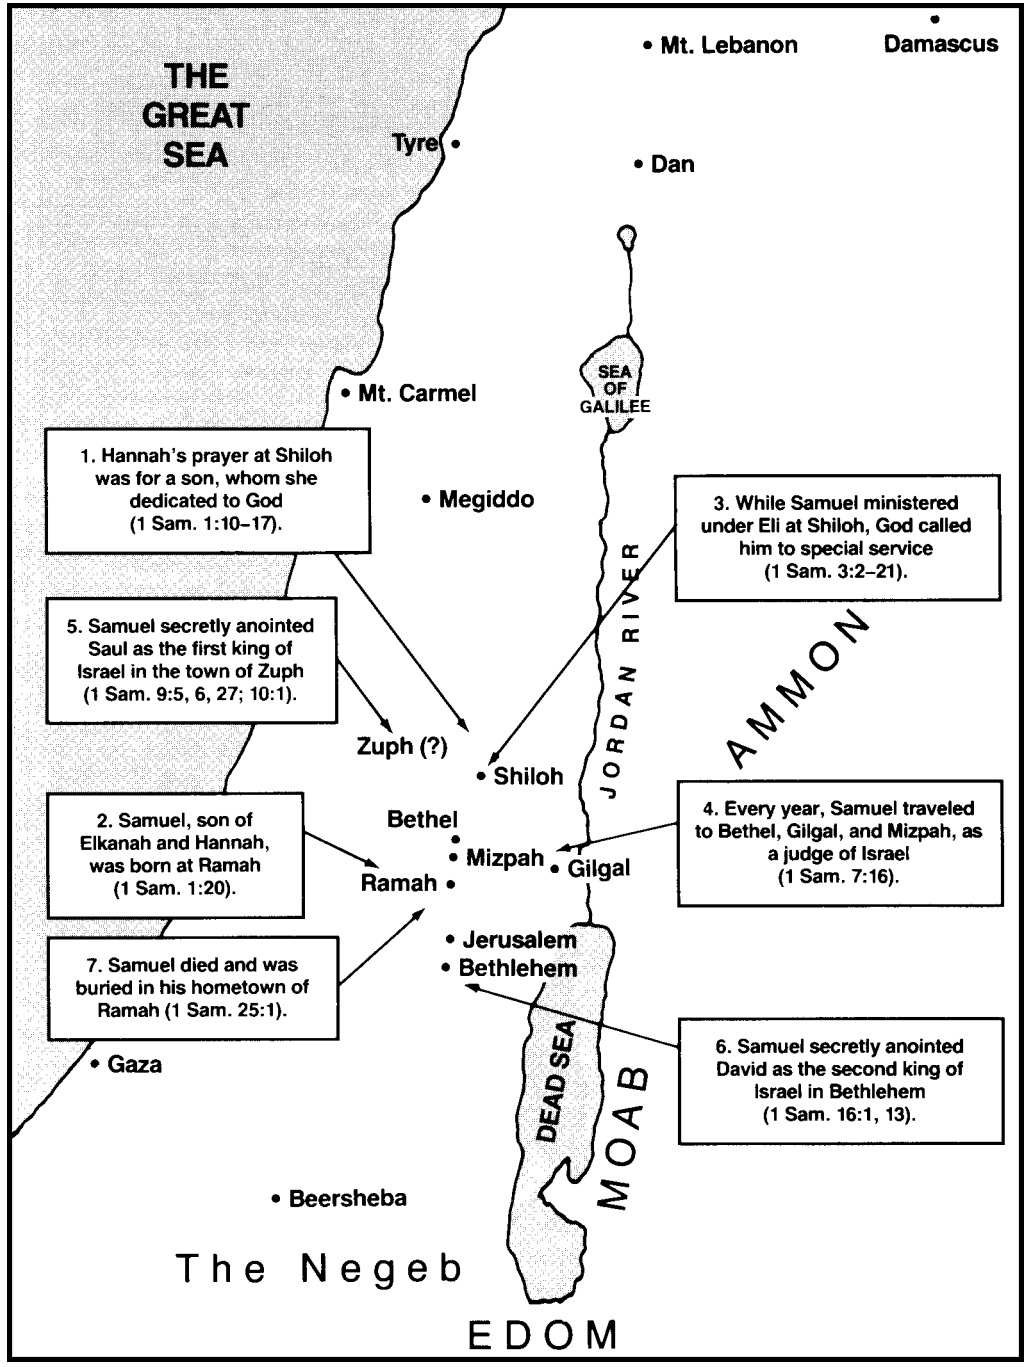 THE
GREAT
SEA
Mt. Lebanon
Damascus
Tyre
Dan
SEA
OF
GALILEE
Mt. Carmel
1. Hannah's prayer at Shiloh
was for a son, whom she
dedicated to God
(1 Sam. 1:10–17).
Megiddo
3. While Samuel ministered
under Eli at Shiloh, God called
him to special service
(1 Sam. 3:2–21).
JORDAN RIVER
AMMON
5. Samuel secretly anointed
Saul as the first king of
Israel in the town of Zuph
(1 Sam. 9:5, 6, 27; 10:1).
Zuph (?)
Shiloh
2. Samuel, son of
Elkanah and Hannah,
was born at Ramah
(1 Sam. 1:20).
Bethel
Mizpah
Gilgal
Ramah
4. Every year, Samuel traveled
to Bethel, Gilgal, and Mizpah, as
a judge of Israel
(1 Sam. 7:16).
Jerusalem
Bethlehem
7. Samuel died and was
buried in his hometown of
Ramah (1 Sam. 25:1).
6. Samuel secretly anointed
David as the second king of
Israel in Bethlehem
(1 Sam. 16:1, 13).
Gaza
DEAD SEA
MOAB
Beersheba
The Negeb
EDOM